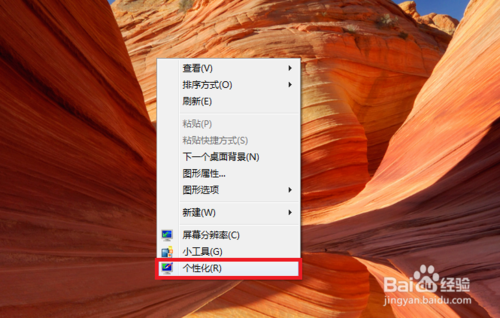 查看(V)
排序方式(O)
刷新(E)
粘贴(P)
粘贴快捷方式(S)
下一个桌面背景(N)
图形属性...
图形选项
新建(W)
屏幕分辨率(C)
小工具(G)
个性化(R)
Bai 百度 经验
jingyan.baidu.com